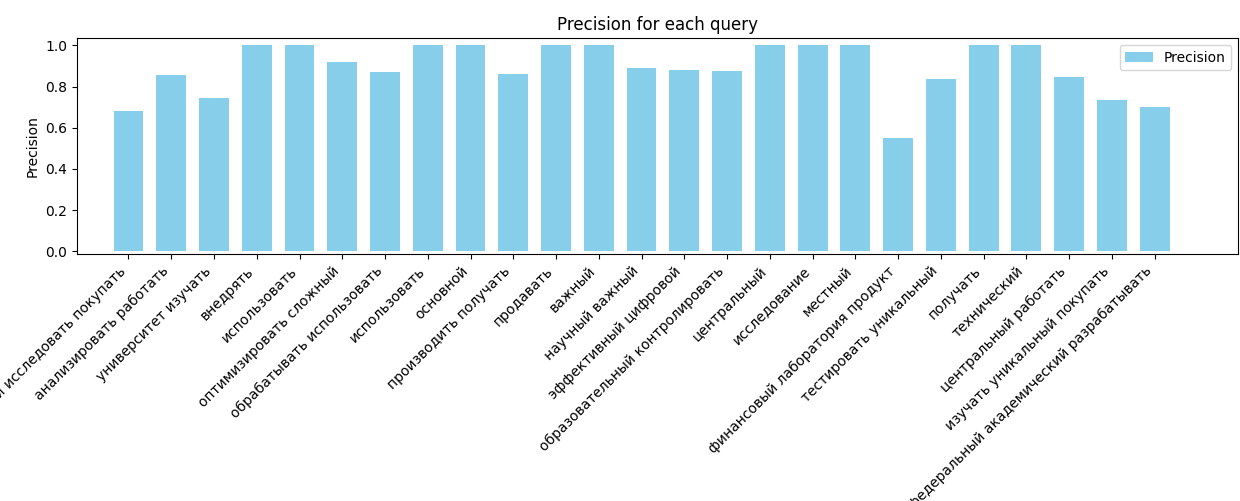 Precision for each query
Precision
1.0
0.8
0.6
0.4
0.2
0.0
Precision
исследовать покупать
анализировать работать
университет изучать
внедрять
использовать
оптимизировать сложный
обрабатывать использовать
использовать
основной
производить получать
продавать
важный
научный важный
эффективный цифровой
образовательный контролировать
центральный
исследование
местный
финансовый лаборатория продукт
тестировать уникальный
получать
технический
центральный работать
изучать уникальный покупать
федеральный академический разрабатывать